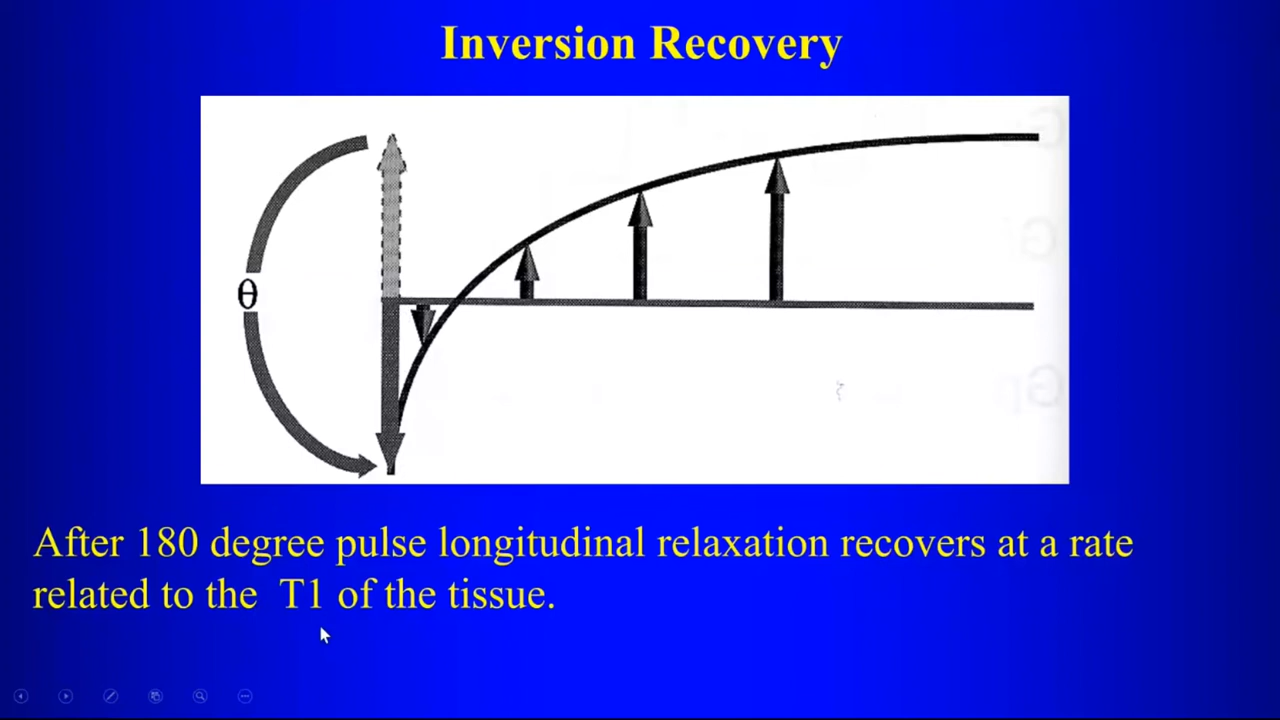 Inversion Recovery
θ
After 180 degree pulse longitudinal relaxation recovers at a rate
related to the T1 of the tissue.